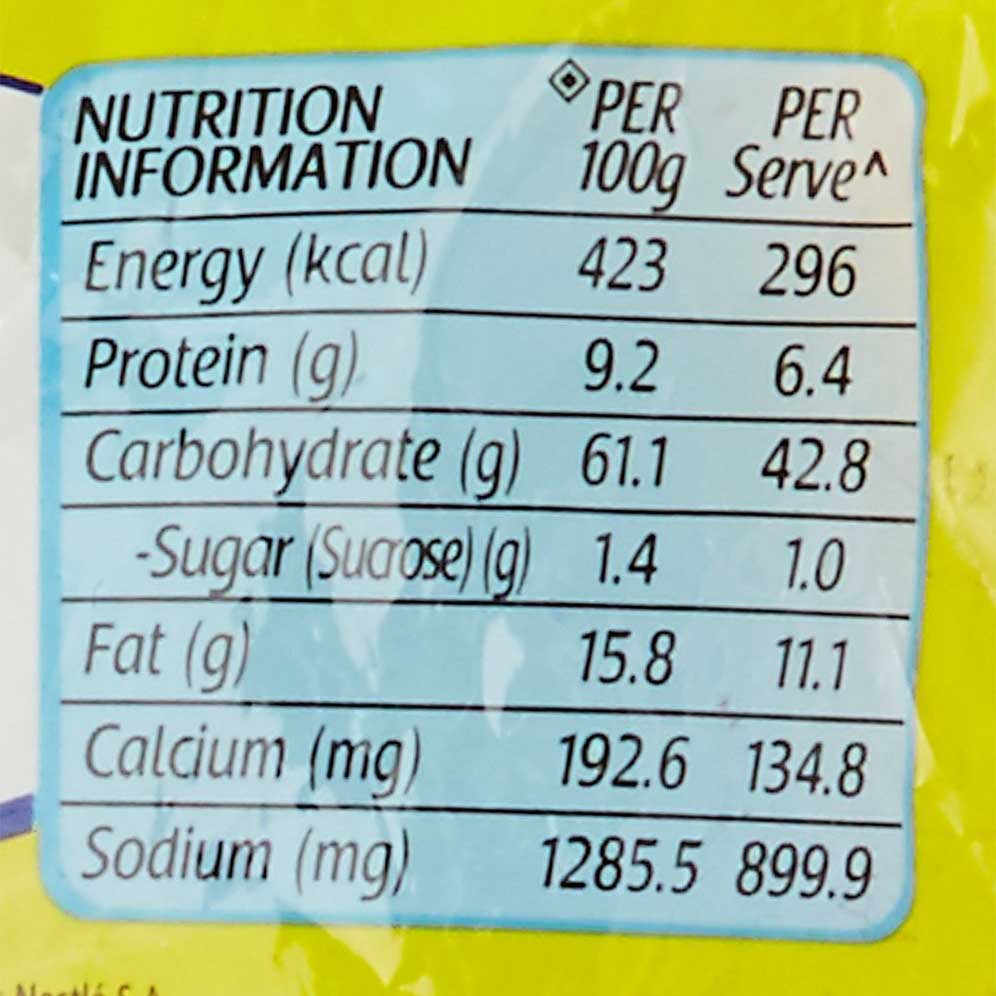 NUTRITION INFORMATION PER 100g PER Serve^
Energy (kcal) 423 296
Protein (g) 9.2 6.4
Carbohydrate (g) 61.1 42.8
-Sugar (Sucrose) (g) 1.4 1.0
Fat (g) 15.8 11.1
Calcium (mg) 192.6 134.8
Sodium (mg) 1285.5 899.9
Nestlé S.A.